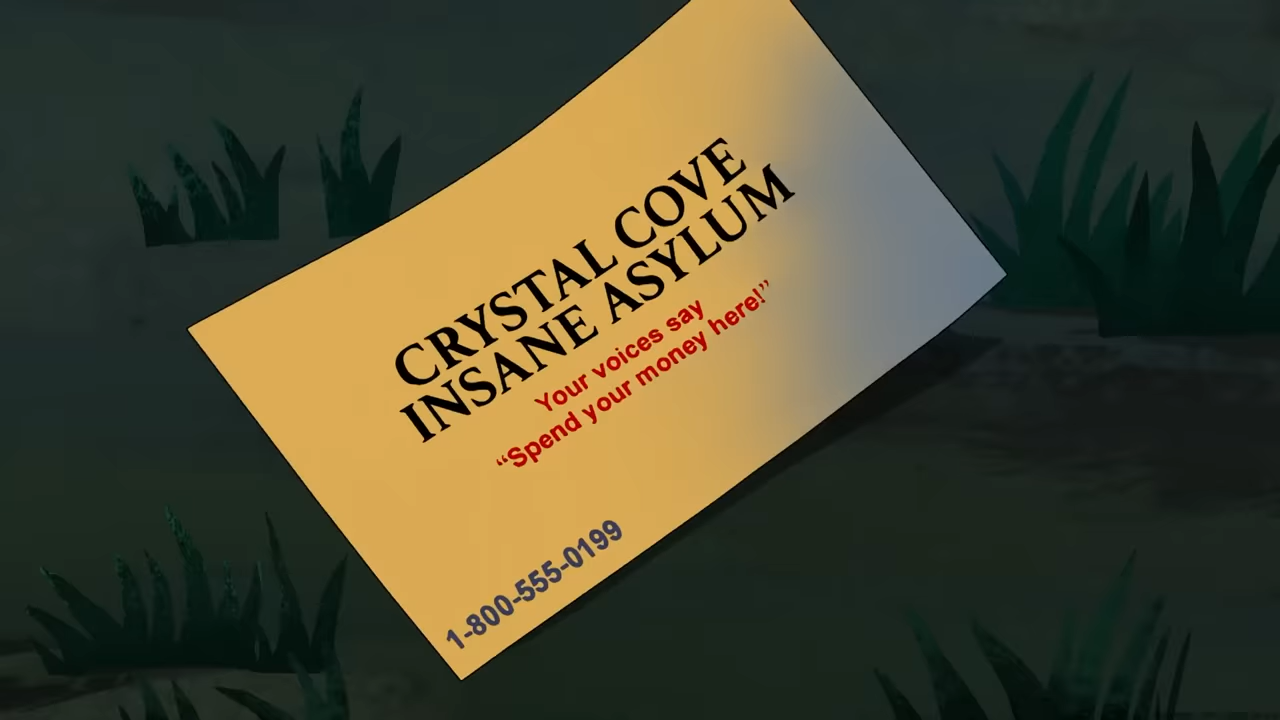 CRYSTAL COVE
INSANE ASYLUM
Your voices say
“Spend your money here!”
1-800-555-0199